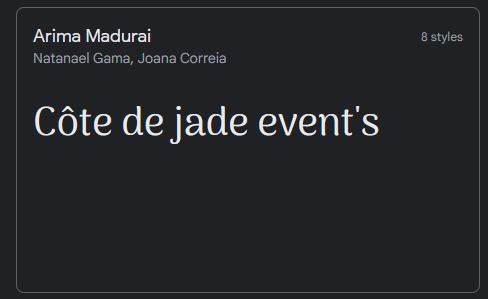 Arima Madurai
8 styles
Natanael Gama, Joana Correia
Côte de jade event's